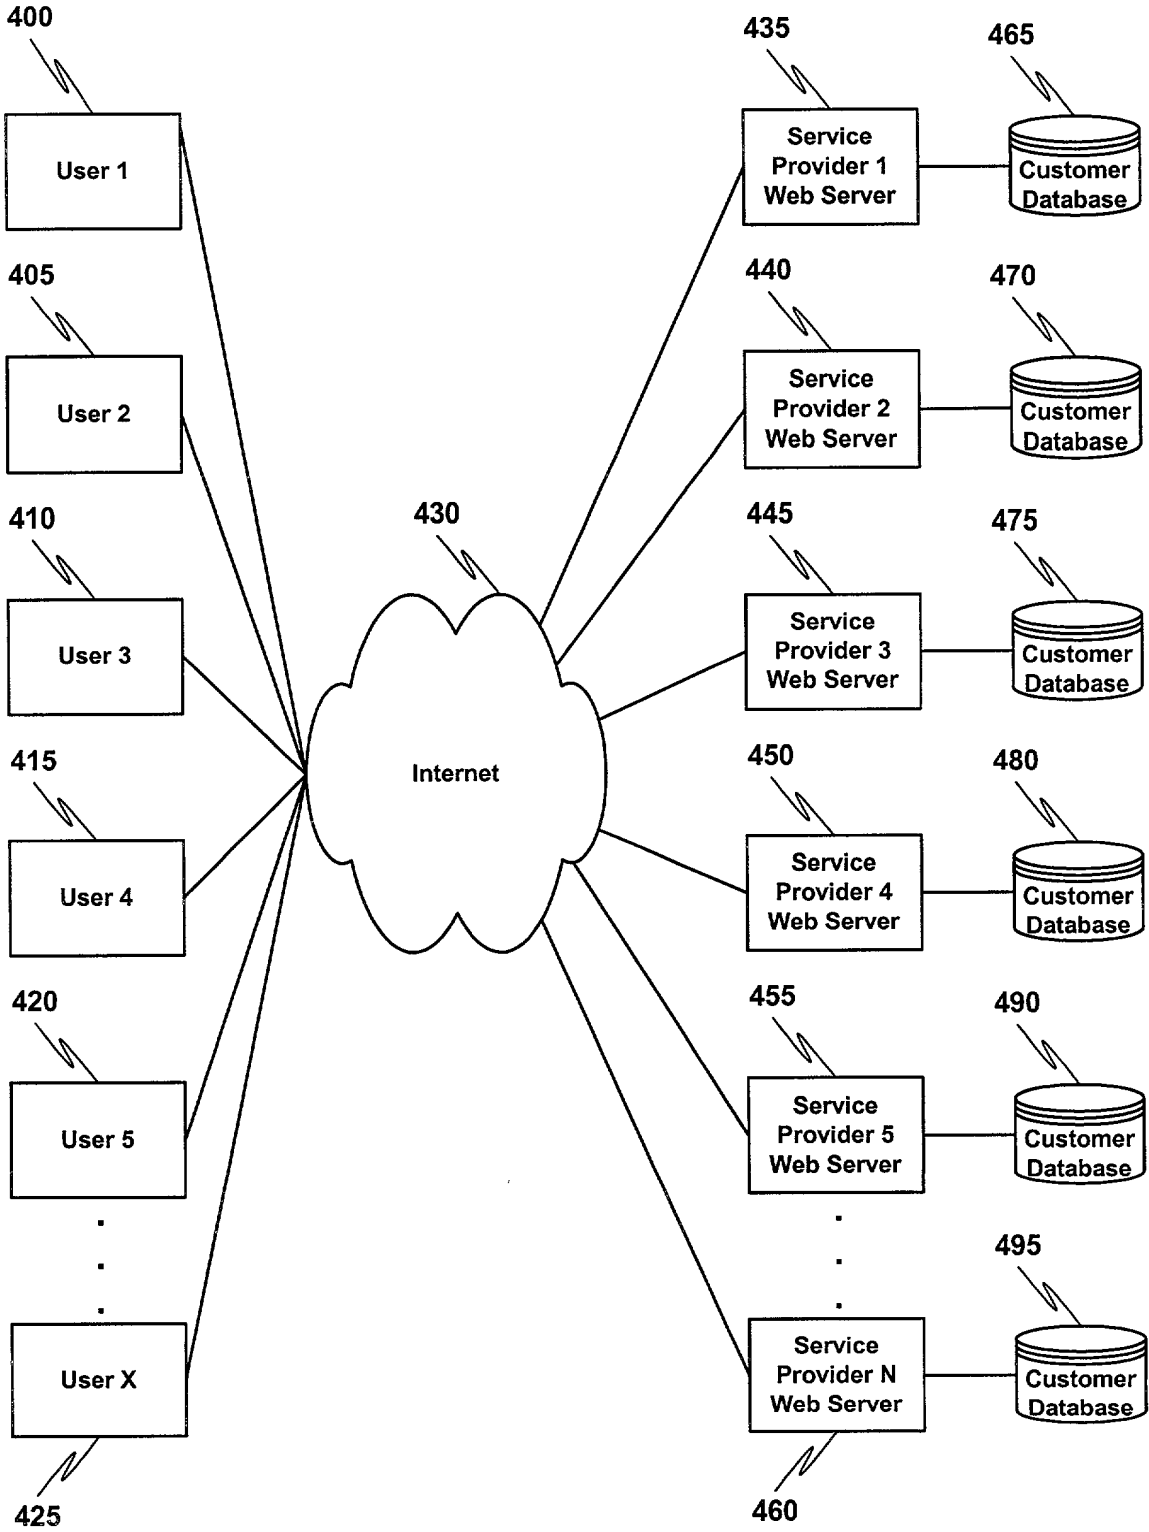 400
User 1
405
User 2
410
User 3
415
User 4
420
User 5
User X
425
430
Internet
435
Service
Provider 1
Web Server
440
Service
Provider 2
Web Server
445
Service
Provider 3
Web Server
450
Service
Provider 4
Web Server
455
Service
Provider 5
Web Server
Service
Provider N
Web Server
460
465
Customer
Database
470
Customer
Database
475
Customer
Database
480
Customer
Database
490
Customer
Database
495
Customer
Database